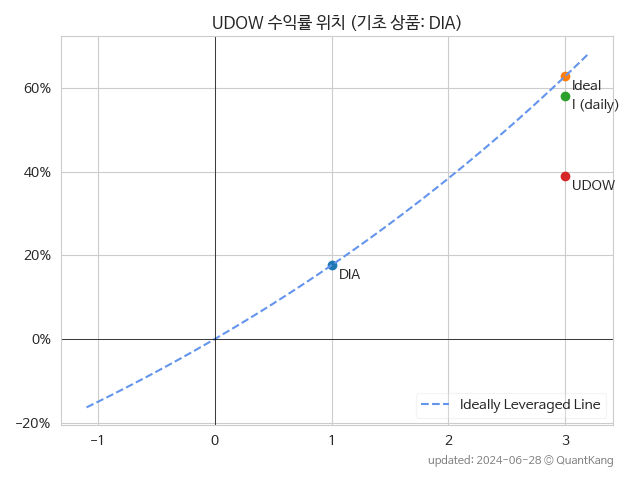 UDOW 수익률 위치 (기초 상품: DIA)
60%
40%
20%
0%
−20%
Ideal
I (daily)
UDOW
DIA
Ideally Leveraged Line
−1
0
1
2
3
updated: 2024-06-28 © QuantKang